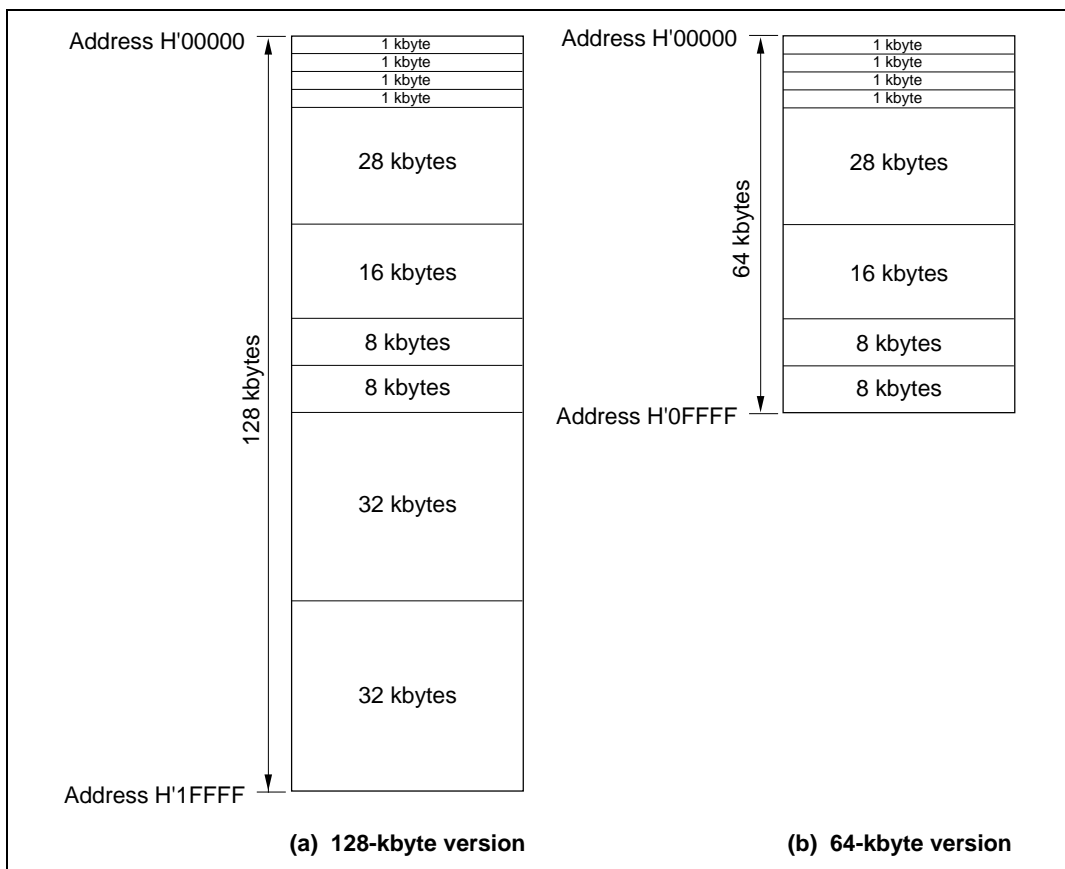 Address H'00000
1 kbyte
1 kbyte
1 kbyte
1 kbyte
28 kbytes
16 kbytes
8 kbytes
8 kbytes
32 kbytes
32 kbytes
128 kbytes
Address H'1FFFF
(a) 128-kbyte version
Address H'00000
1 kbyte
1 kbyte
1 kbyte
1 kbyte
28 kbytes
16 kbytes
8 kbytes
8 kbytes
64 kbytes
Address H'0FFFF
(b) 64-kbyte version